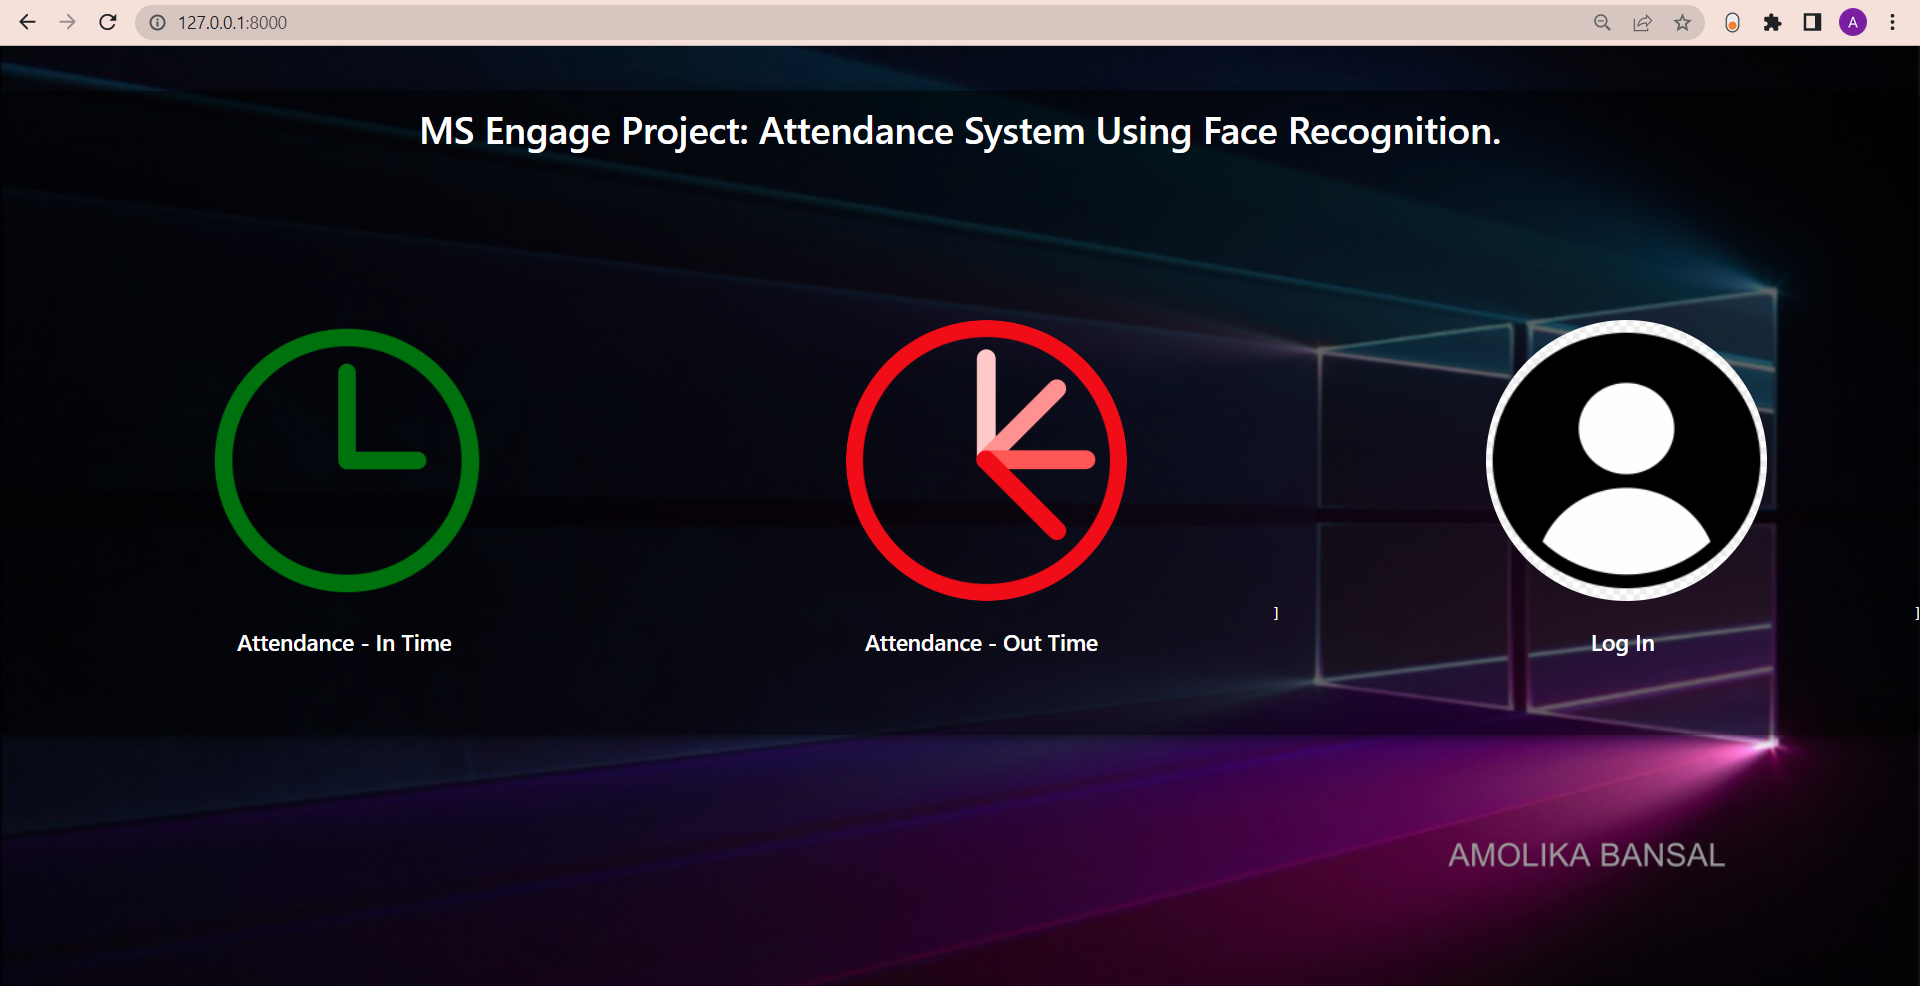 127.0.0.1:8000
A
MS Engage Project: Attendance System Using Face Recognition.
]
]
Attendance - In Time
Attendance - Out Time
Log In
AMOLIKA BANSAL